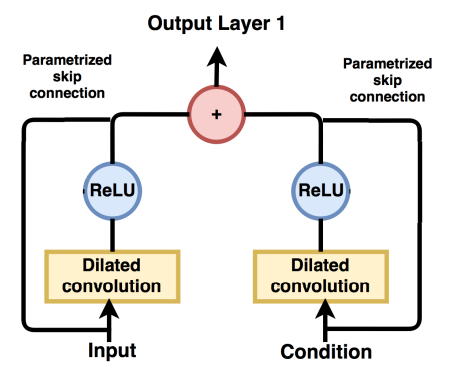 Output Layer 1
Parametrized
skip
connection
Parametrized
skip
connection
+
ReLU
ReLU
Dilated
convolution
Dilated
convolution
Input
Condition